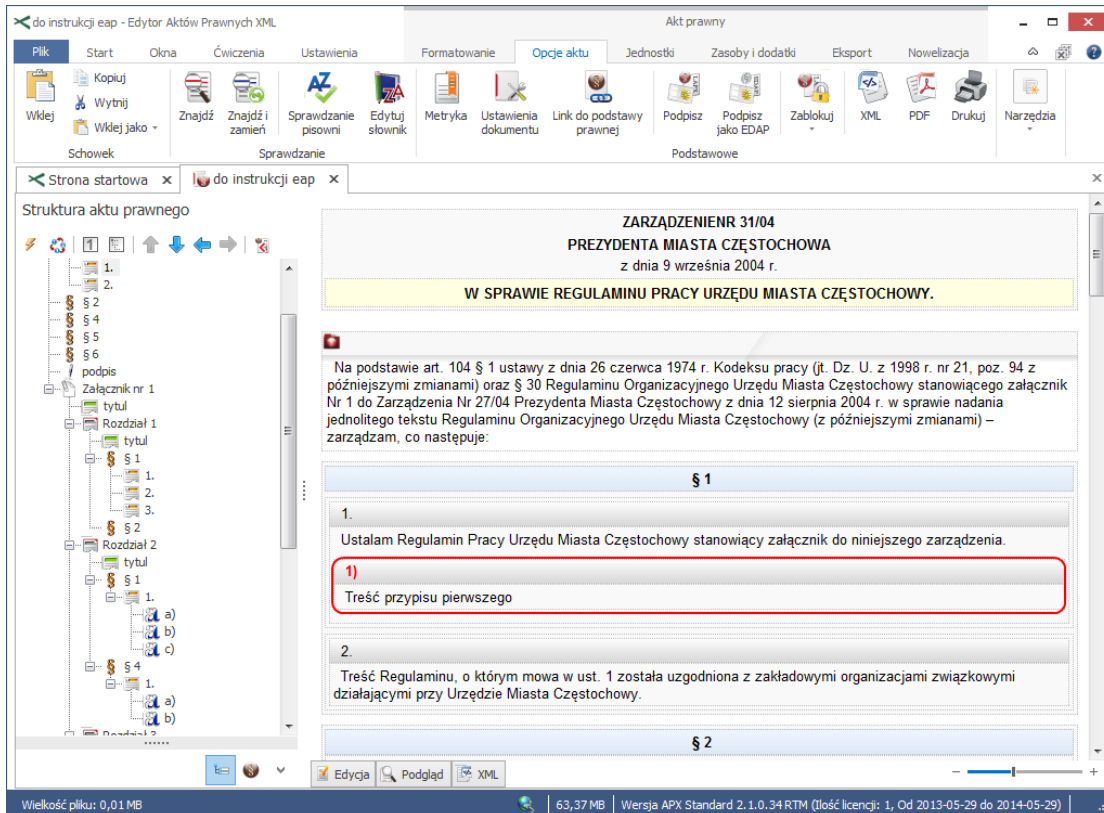 do instrukcji eap - Edytor Aktów Prawnych XML
Akt prawny
Plik Start Okna Ćwiczenia Ustawienia Formatowanie Opcje aktu Jednostki Zasoby i dodatki Eksport Nowelizacja
Wklej
Kopiuj
Wytnij
Wklej jako
Znajdź
Znajdź i
zamień
Sprawdzanie
pisowni
Edytuj
słownik
Metryka
Ustawienia
dokumentu
Link do podstawy
prawnej
Podpisz
Podpisz
jako EDAP
Zablokuj
XML
PDF
Drukuj
Narzędzia
Schowek
Sprawdzanie
Podstawowe
Strona startowa x
do instrukcji eap x
Struktura aktu prawnego
1.
2.
§ 2
§ 4
§ 5
§ 6
podpis
Załącznik nr 1
tytul
Rozdział 1
tytul
§ 1
1.
2.
3.
§ 2
Rozdział 2
tytul
§ 1
1.
a)
b)
c)
§ 4
1.
a)
b)
ZARZĄDZENIENR 31/04
PREZYDENTA MIASTA CZĘSTOCHOWA
z dnia 9 września 2004 r.
W SPRAWIE REGULAMINU PRACY URZĘDU MIASTA CZĘSTOCHOWY.
Na podstawie art. 104 § 1 ustawy z dnia 26 czerwca 1974 r. Kodeksu pracy (jt. Dz. U. z 1998 r. nr 21, poz. 94 z
późniejszymi zmianami) oraz § 30 Regulaminu Organizacyjnego Urzędu Miasta Częstochowy stanowiącego załącznik
Nr 1 do Zarządzenia Nr 27/04 Prezydenta Miasta Częstochowy z dnia 12 sierpnia 2004 r. w sprawie nadania
jednolitego tekstu Regulaminu Organizacyjnego Urzędu Miasta Częstochowy (z późniejszymi zmianami) –
zarządzam, co następuje:
§ 1
1.
Ustalam Regulamin Pracy Urzędu Miasta Częstochowy stanowiący załącznik do niniejszego zarządzenia.
1)
Treść przypisu pierwszego
2.
Treść Regulaminu, o którym mowa w ust. 1 została uzgodniona z zakładowymi organizacjami związkowymi
działającymi przy Urzędzie Miasta Częstochowy.
§ 2
Edycja Podgląd XML
Wielkość pliku: 0,01 MB
63,37 MB
Wersja APX Standard 2.1.0.34 RTM (Ilość licencji: 1, Od 2013-05-29 do 2014-05-29)